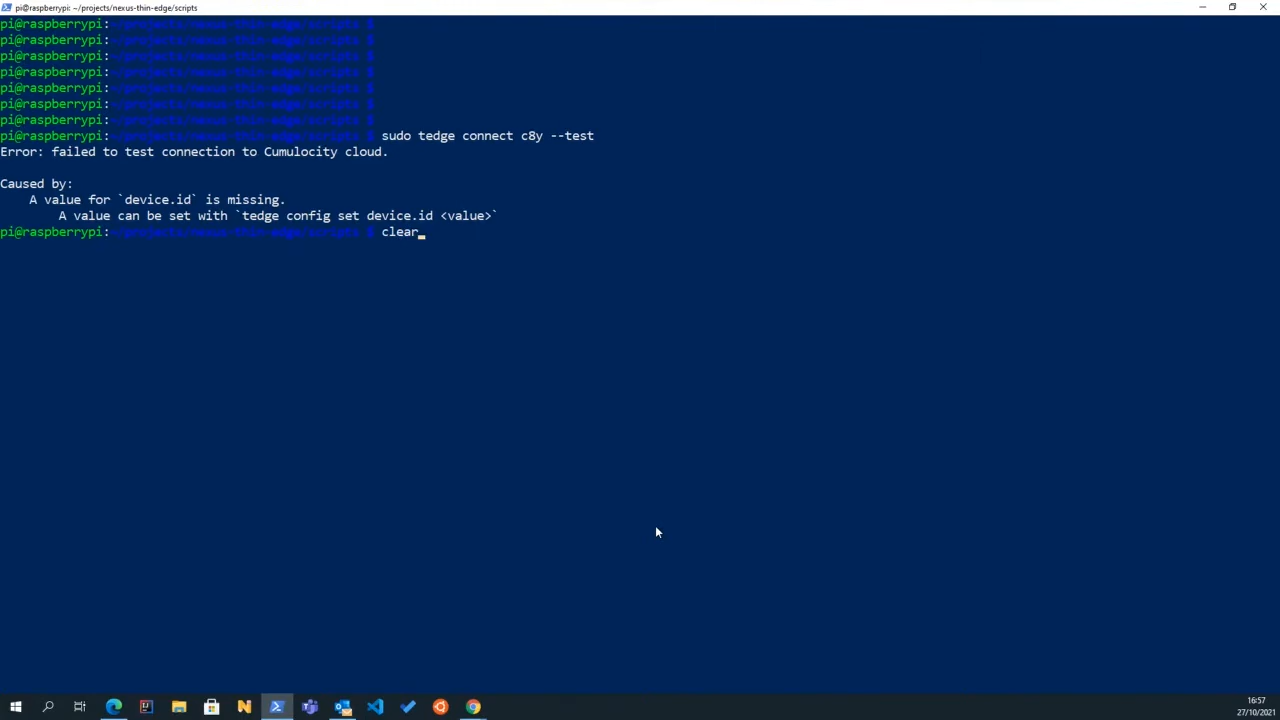 pi@raspberrypi: ~/projects/nexus-thin-edge/scripts
pi@raspberrypi:~/projects/nexus-thin-edge/scripts $
pi@raspberrypi:~/projects/nexus-thin-edge/scripts $
pi@raspberrypi:~/projects/nexus-thin-edge/scripts $
pi@raspberrypi:~/projects/nexus-thin-edge/scripts $
pi@raspberrypi:~/projects/nexus-thin-edge/scripts $
pi@raspberrypi:~/projects/nexus-thin-edge/scripts $
pi@raspberrypi:~/projects/nexus-thin-edge/scripts $
pi@raspberrypi:~/projects/nexus-thin-edge/scripts $ sudo tedge connect c8y --test
Error: failed to test connection to Cumulocity cloud.
Caused by:
A value for `device.id` is missing.
A value can be set with `tedge config set device.id <value>`
pi@raspberrypi:~/projects/nexus-thin-edge/scripts $ clear_
16:57
27/10/2021